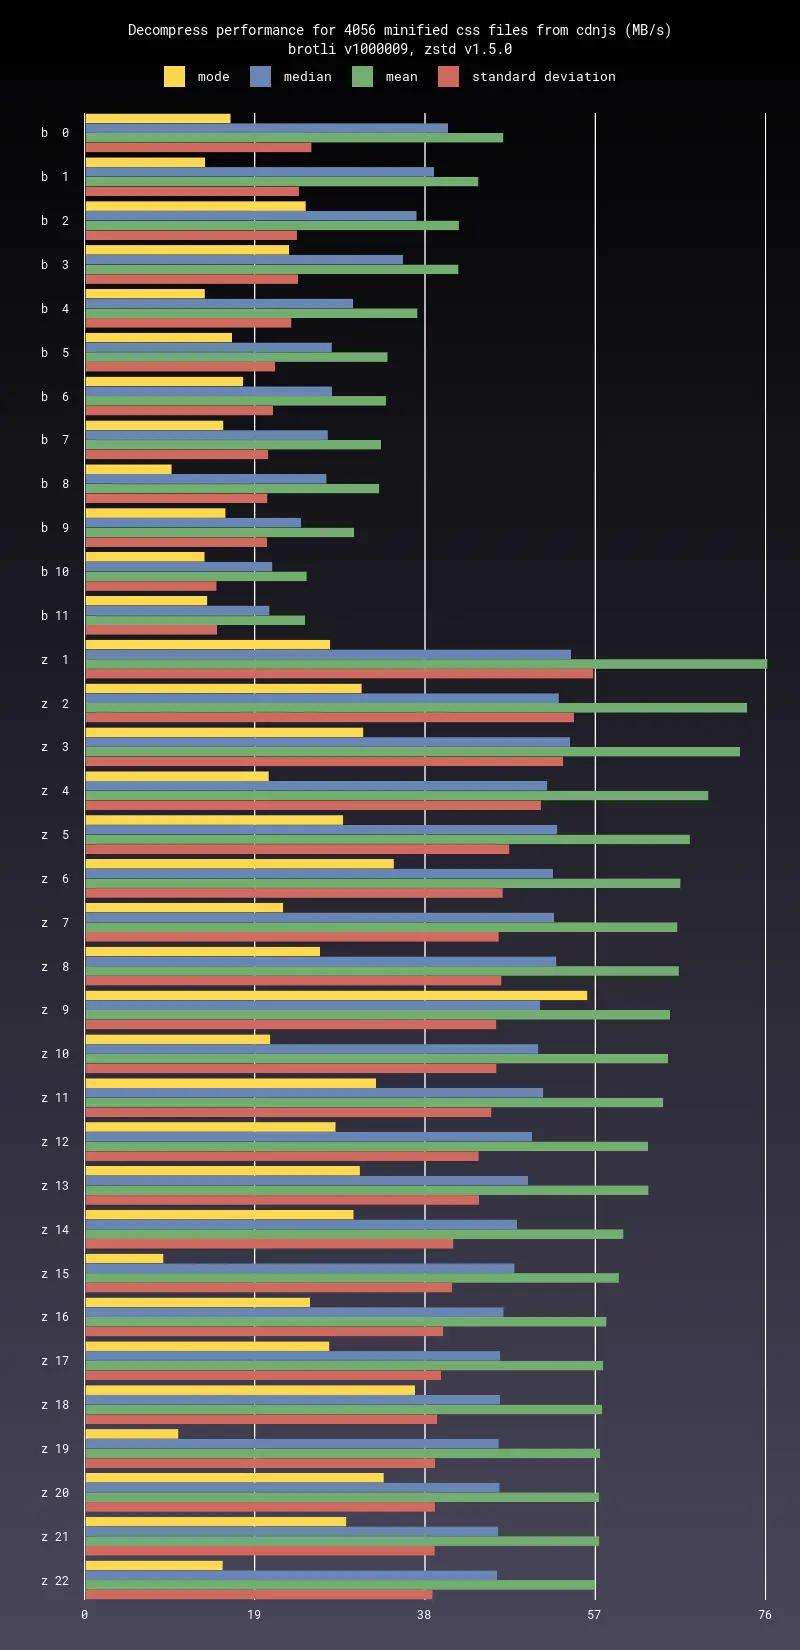 Decompress performance for 4056 minified css files from cdnjs (MB/s)
brotli v1000009, zstd v1.5.0
mode median mean standard deviation
b 0
b 1
b 2
b 3
b 4
b 5
b 6
b 7
b 8
b 9
b 10
b 11
z 1
z 2
z 3
z 4
z 5
z 6
z 7
z 8
z 9
z 10
z 11
z 12
z 13
z 14
z 15
z 16
z 17
z 18
z 19
z 20
z 21
z 22
0 19 38 57 76